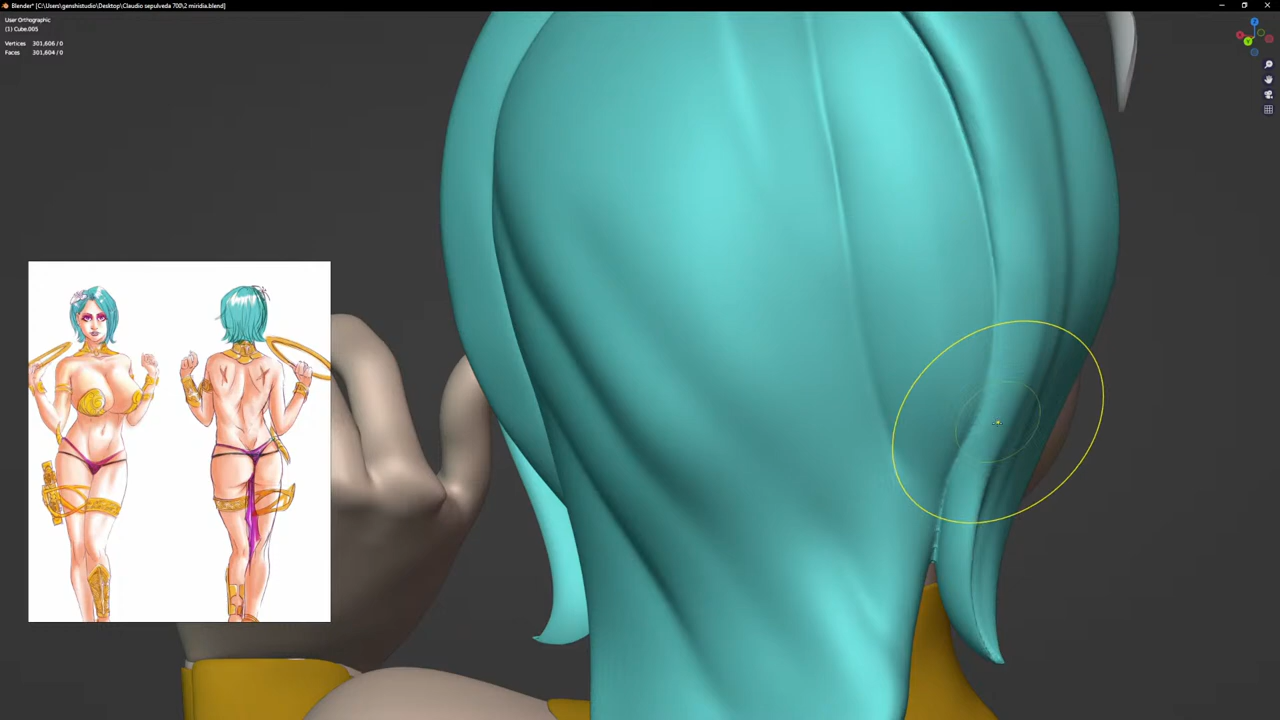 Blender* [C:\Users\genshistudio\Desktop\Claudio sepulveda 700\2 miridia.blend]
User Orthographic
(1) Cube.005
Vertices 301,606 / 0
Faces 301,604 / 0